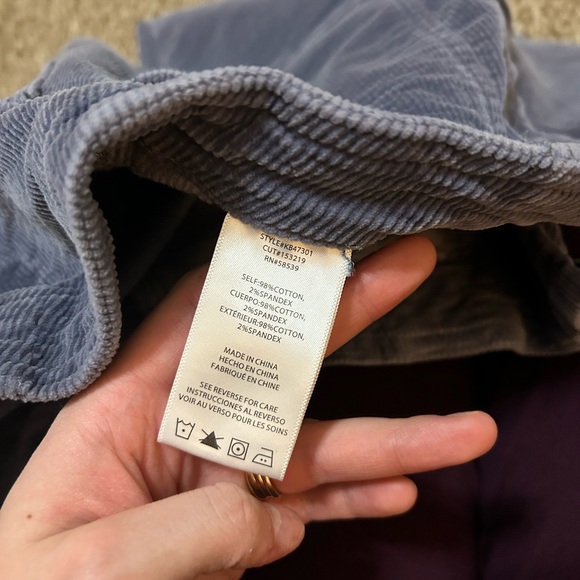 STYLE#KB47301
CUT#153219
RN#58539
SELF:98%COTTON,
2%SPANDEX
CUERPO:98%COTTON,
2%SPANDEX
EXTÉRIEUR:98%COTTON,
2%SPANDEX
MADE IN CHINA
HECHO EN CHINA
FABRIQUÉ EN CHINE
SEE REVERSE FOR CARE
INSTRUCCIONES AL REVERSO
VOIR AU VERSO POUR LES SOINS